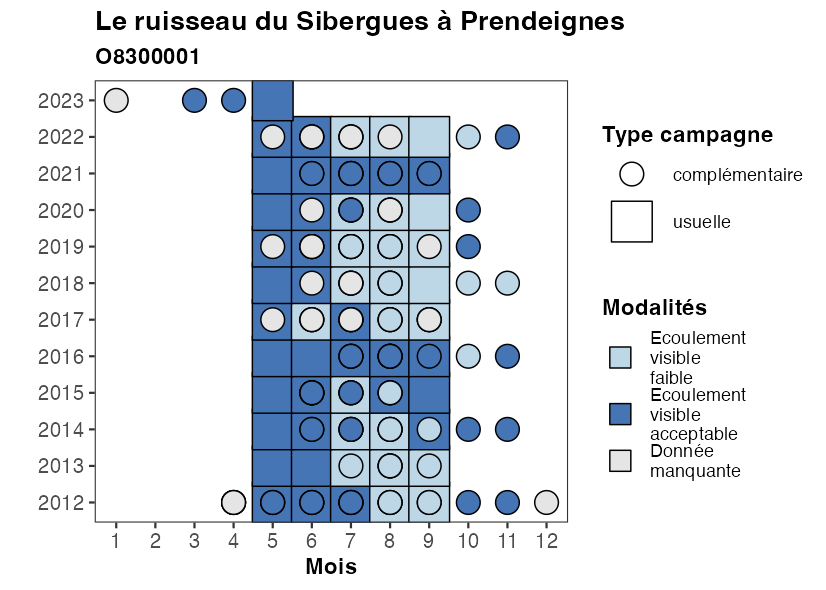 Le ruisseau du Sibergues à Prendeignes
O8300001
2023
2022
2021
2020
2019
2018
2017
2016
2015
2014
2013
2012
1 2 3 4 5 6 7 8 9 10 11 12
Mois
Type campagne
complémentaire
usuelle
Modalités
Ecoulement
visible
faible
Ecoulement
visible
acceptable
Donnée
manquante